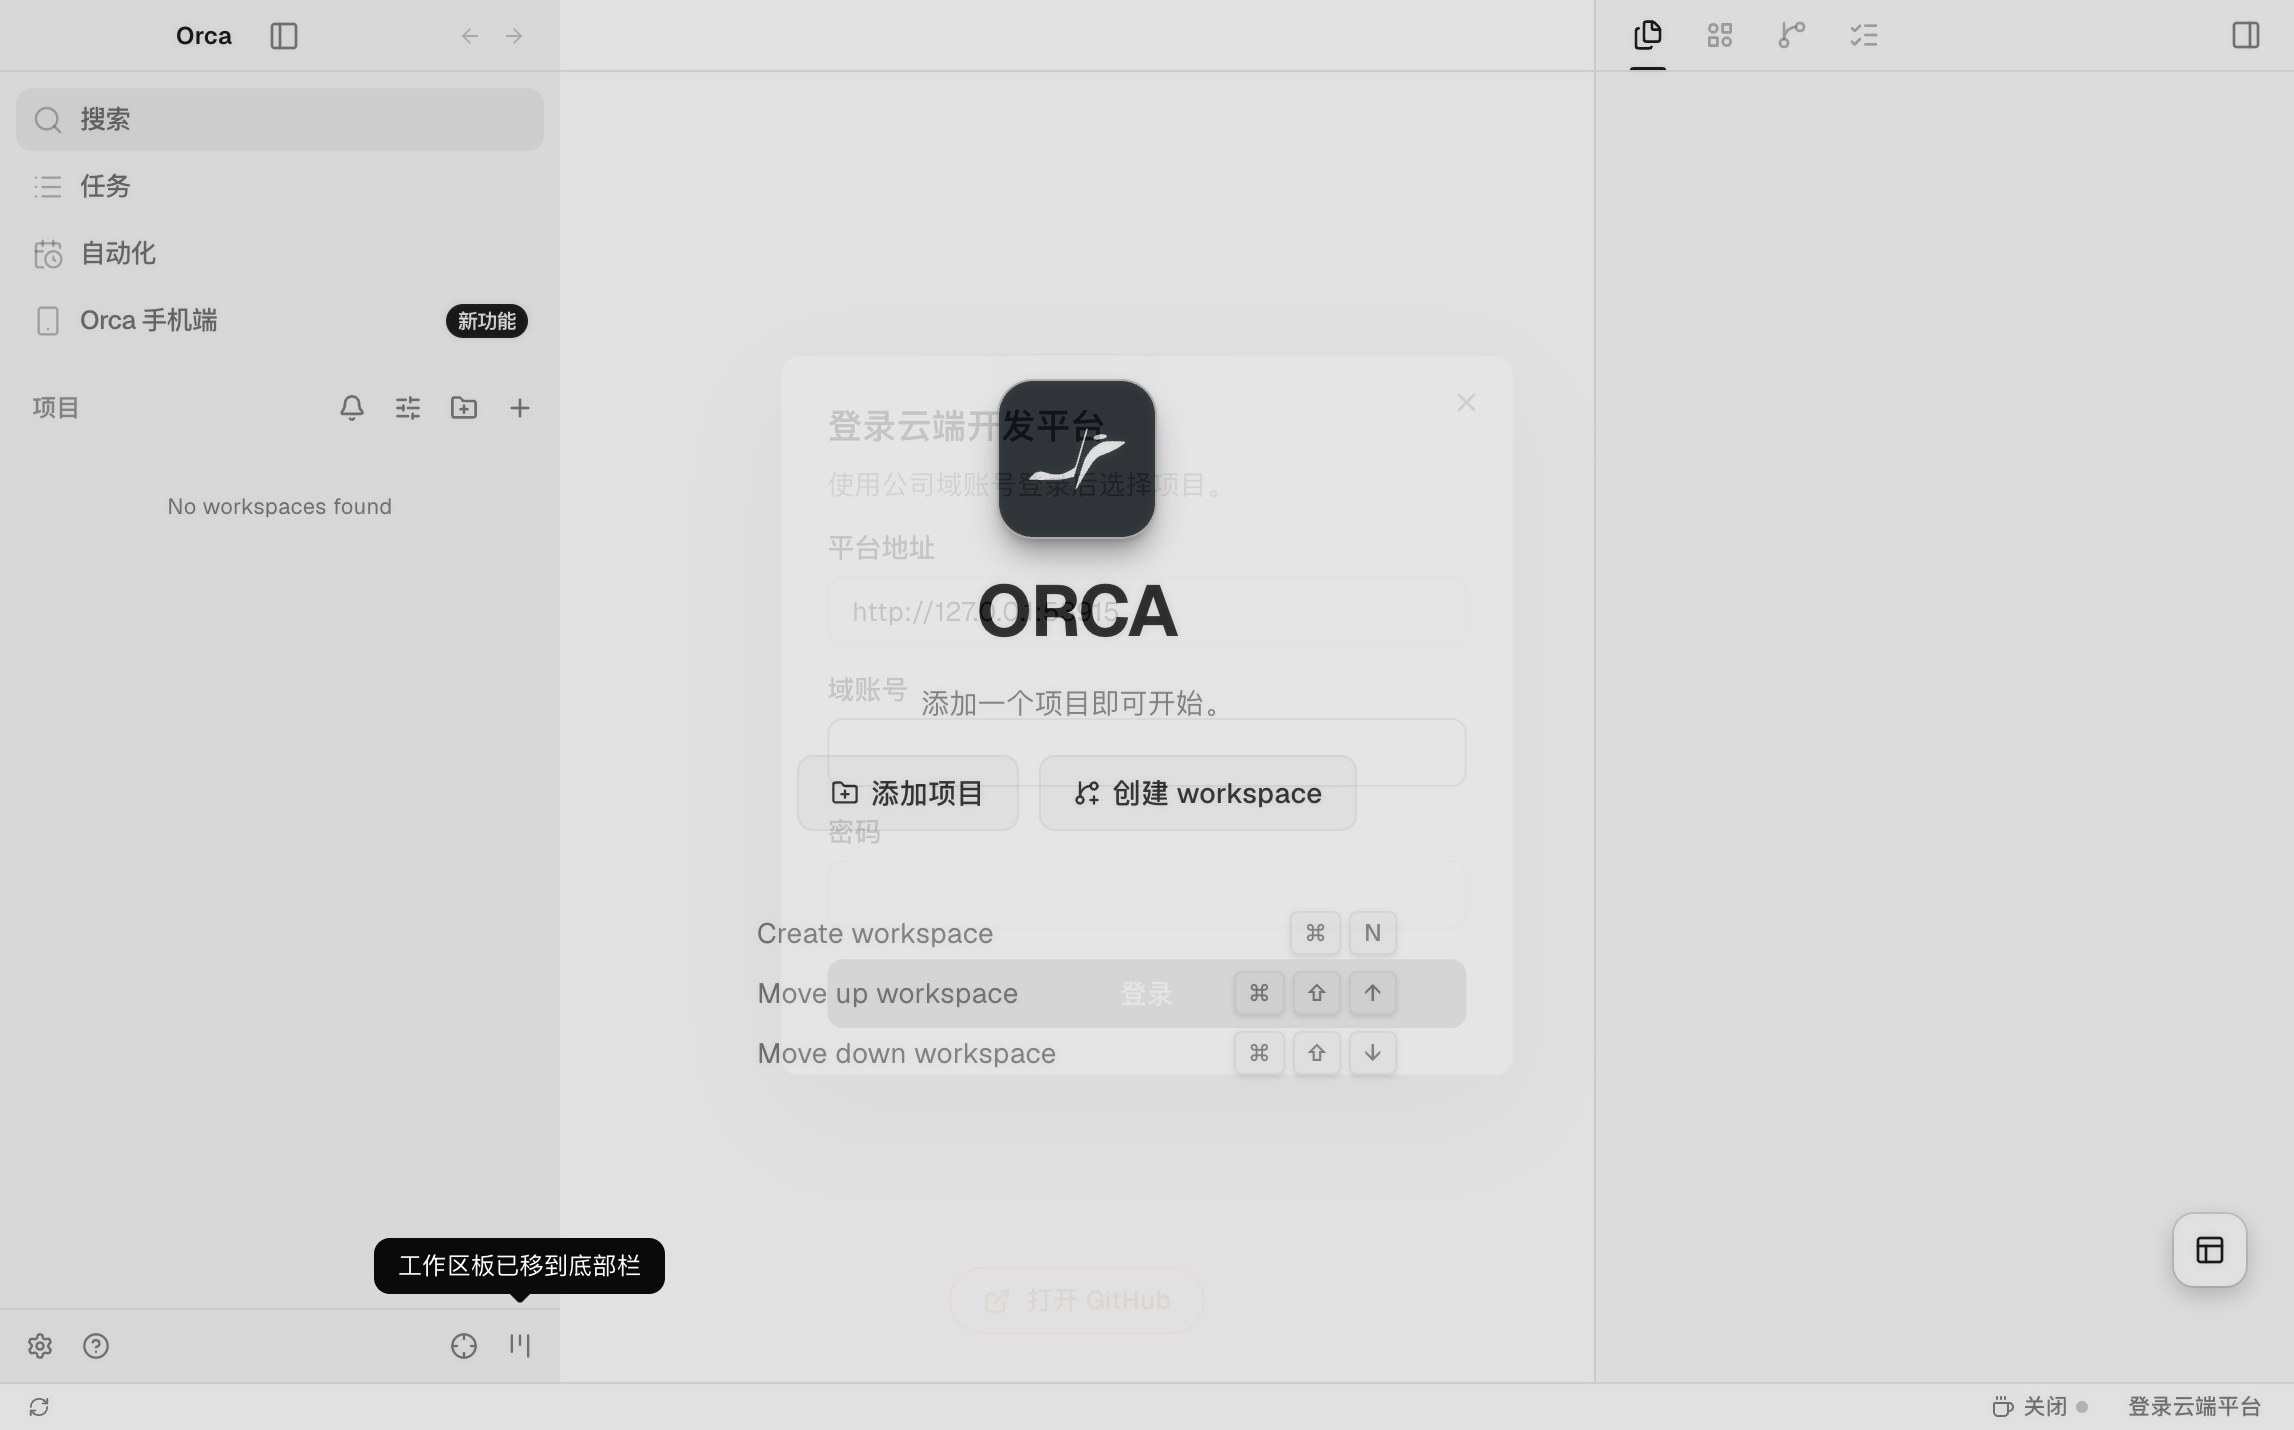 Orca
搜索
任务
自动化
Orca 手机端
新功能
项目
No workspaces found
登录云端开发平台
使用公司域账号登录后选择项目。
平台地址
ORCA
域账号
添加一个项目即可开始。
添加项目
创建 workspace
密码
Create workspace
⌘ N
Move up workspace
⌘ ⇧ ↑
登录
Move down workspace
⌘ ⇧ ↓
工作区板已移到底部栏
打开 GitHub
关闭
登录云端平台